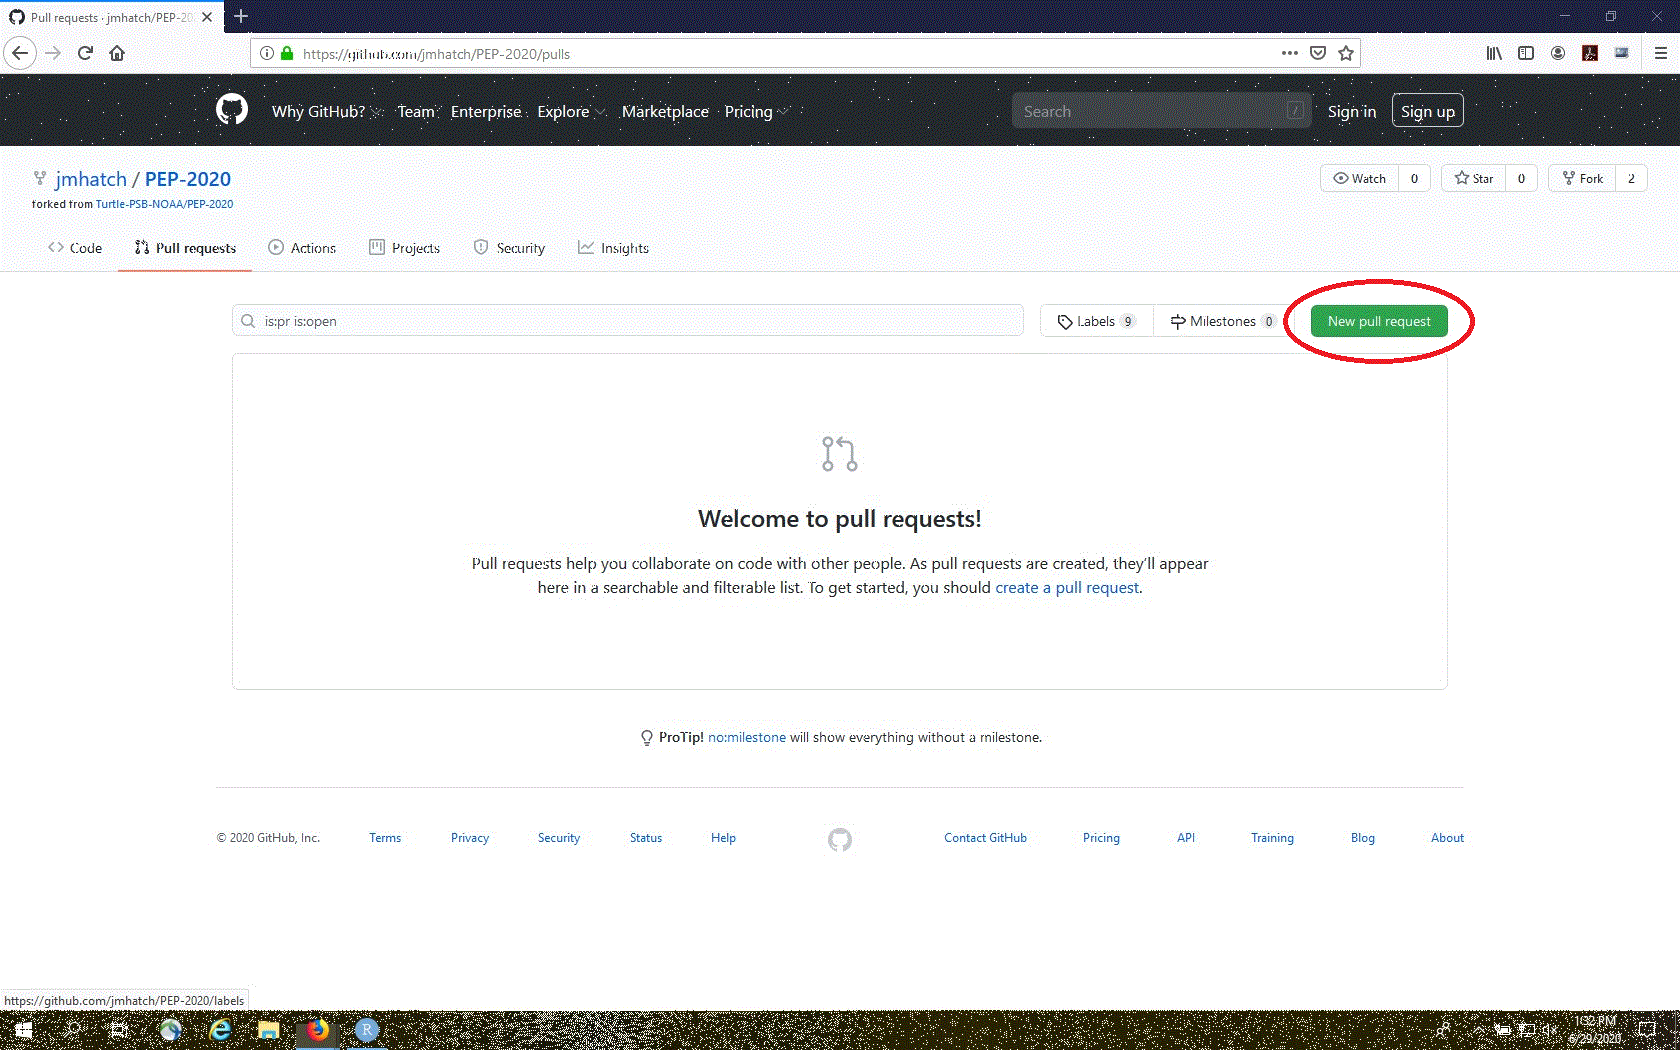 Pull requests · jmhatch/PEP-20
https://github.com/jmhatch/PEP-2020/pulls
Why GitHub? Team Enterprise Explore Marketplace Pricing Search / Sign in Sign up
jmhatch / PEP-2020 Watch 0 Star 0 Fork 2
forked from Turtle-PSB-NOAA/PEP-2020
Code Pull requests Actions Projects Security Insights
is:pr is:open Labels 9 Milestones 0 New pull request
Welcome to pull requests!
Pull requests help you collaborate on code with other people. As pull requests are created, they’ll appear
here in a searchable and filterable list. To get started, you should create a pull request.
ProTip! no:milestone will show everything without a milestone.
© 2020 GitHub, Inc. Terms Privacy Security Status Help Contact GitHub Pricing API Training Blog About
https://github.com/jmhatch/PEP-2020/labels
R 1:32 PM
6/29/2020